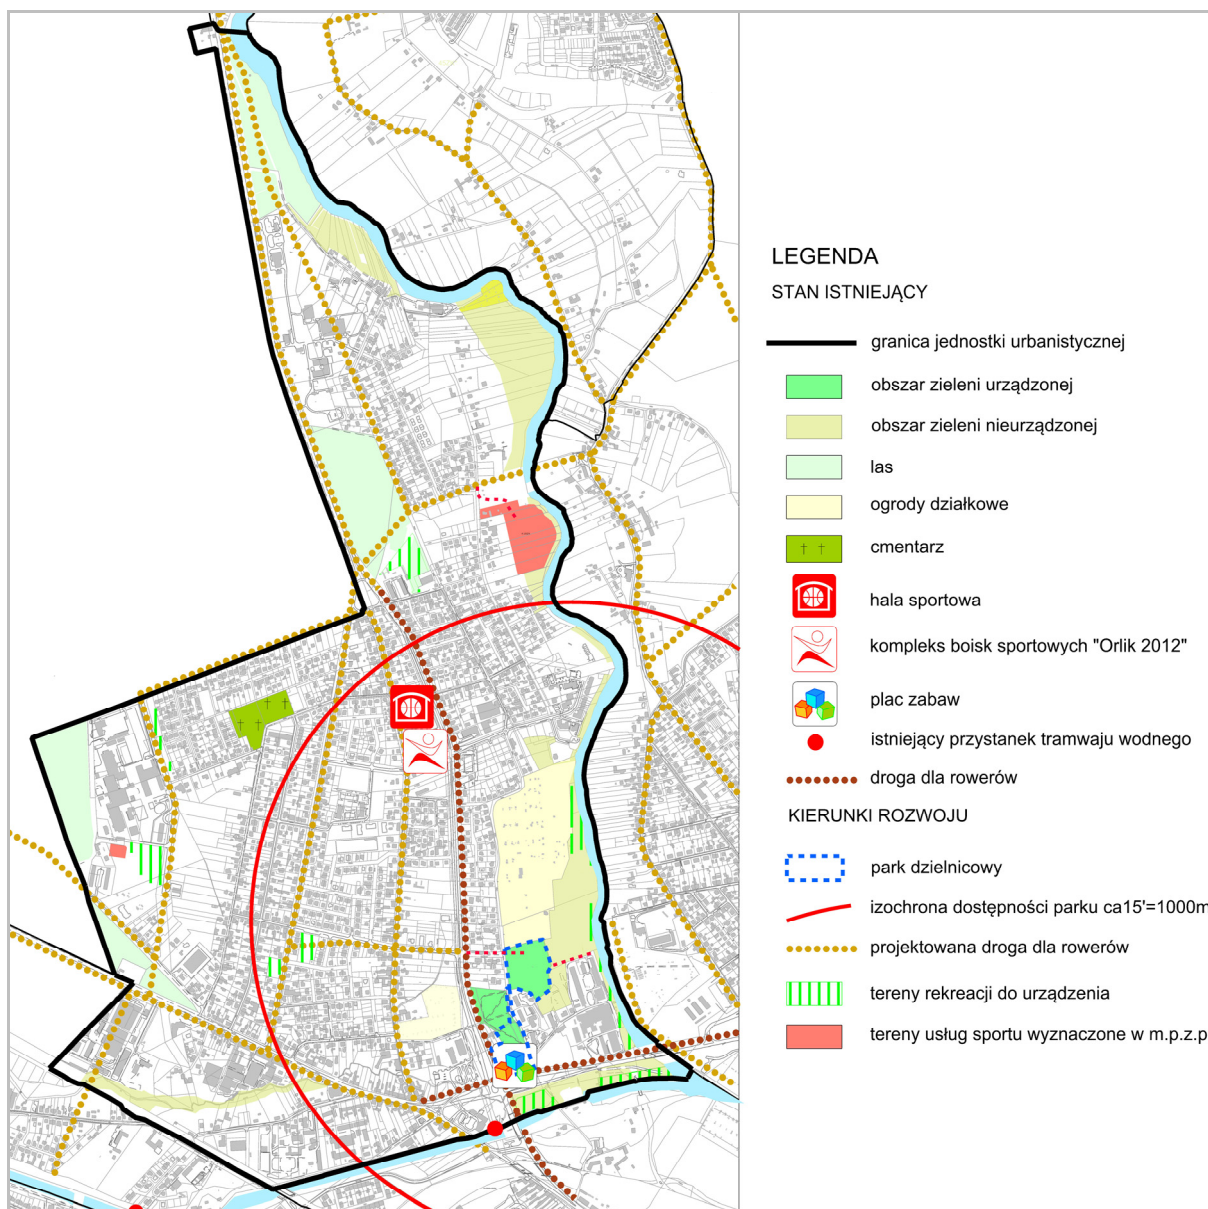 LEGENDA
STAN ISTNIEJĄCY
granica jednostki urbanistycznej
obszar zieleni urządzonej
obszar zieleni nieurządzonej
las
ogrody działkowe
cmentarz
hala sportowa
kompleks boisk sportowych "Orlik 2012"
plac zabaw
istniejący przystanek tramwaju wodnego
droga dla rowerów
KIERUNKI ROZWOJU
park dzielnicowy
izochrona dostępności parku ca15'=1000m
projektowana droga dla rowerów
tereny rekreacji do urządzenia
tereny usług sportu wyznaczone w m.p.z.p